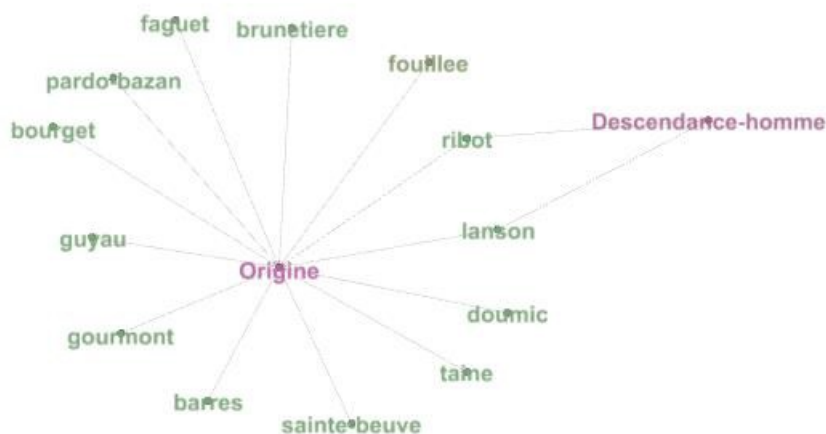 faguet
brunetiere
fouillee
pardo-bazan
Descendance-homme
bourget
ribot
guyau
lanson
Origine
doumic
gourmont
taine
barres
sainte-beuve